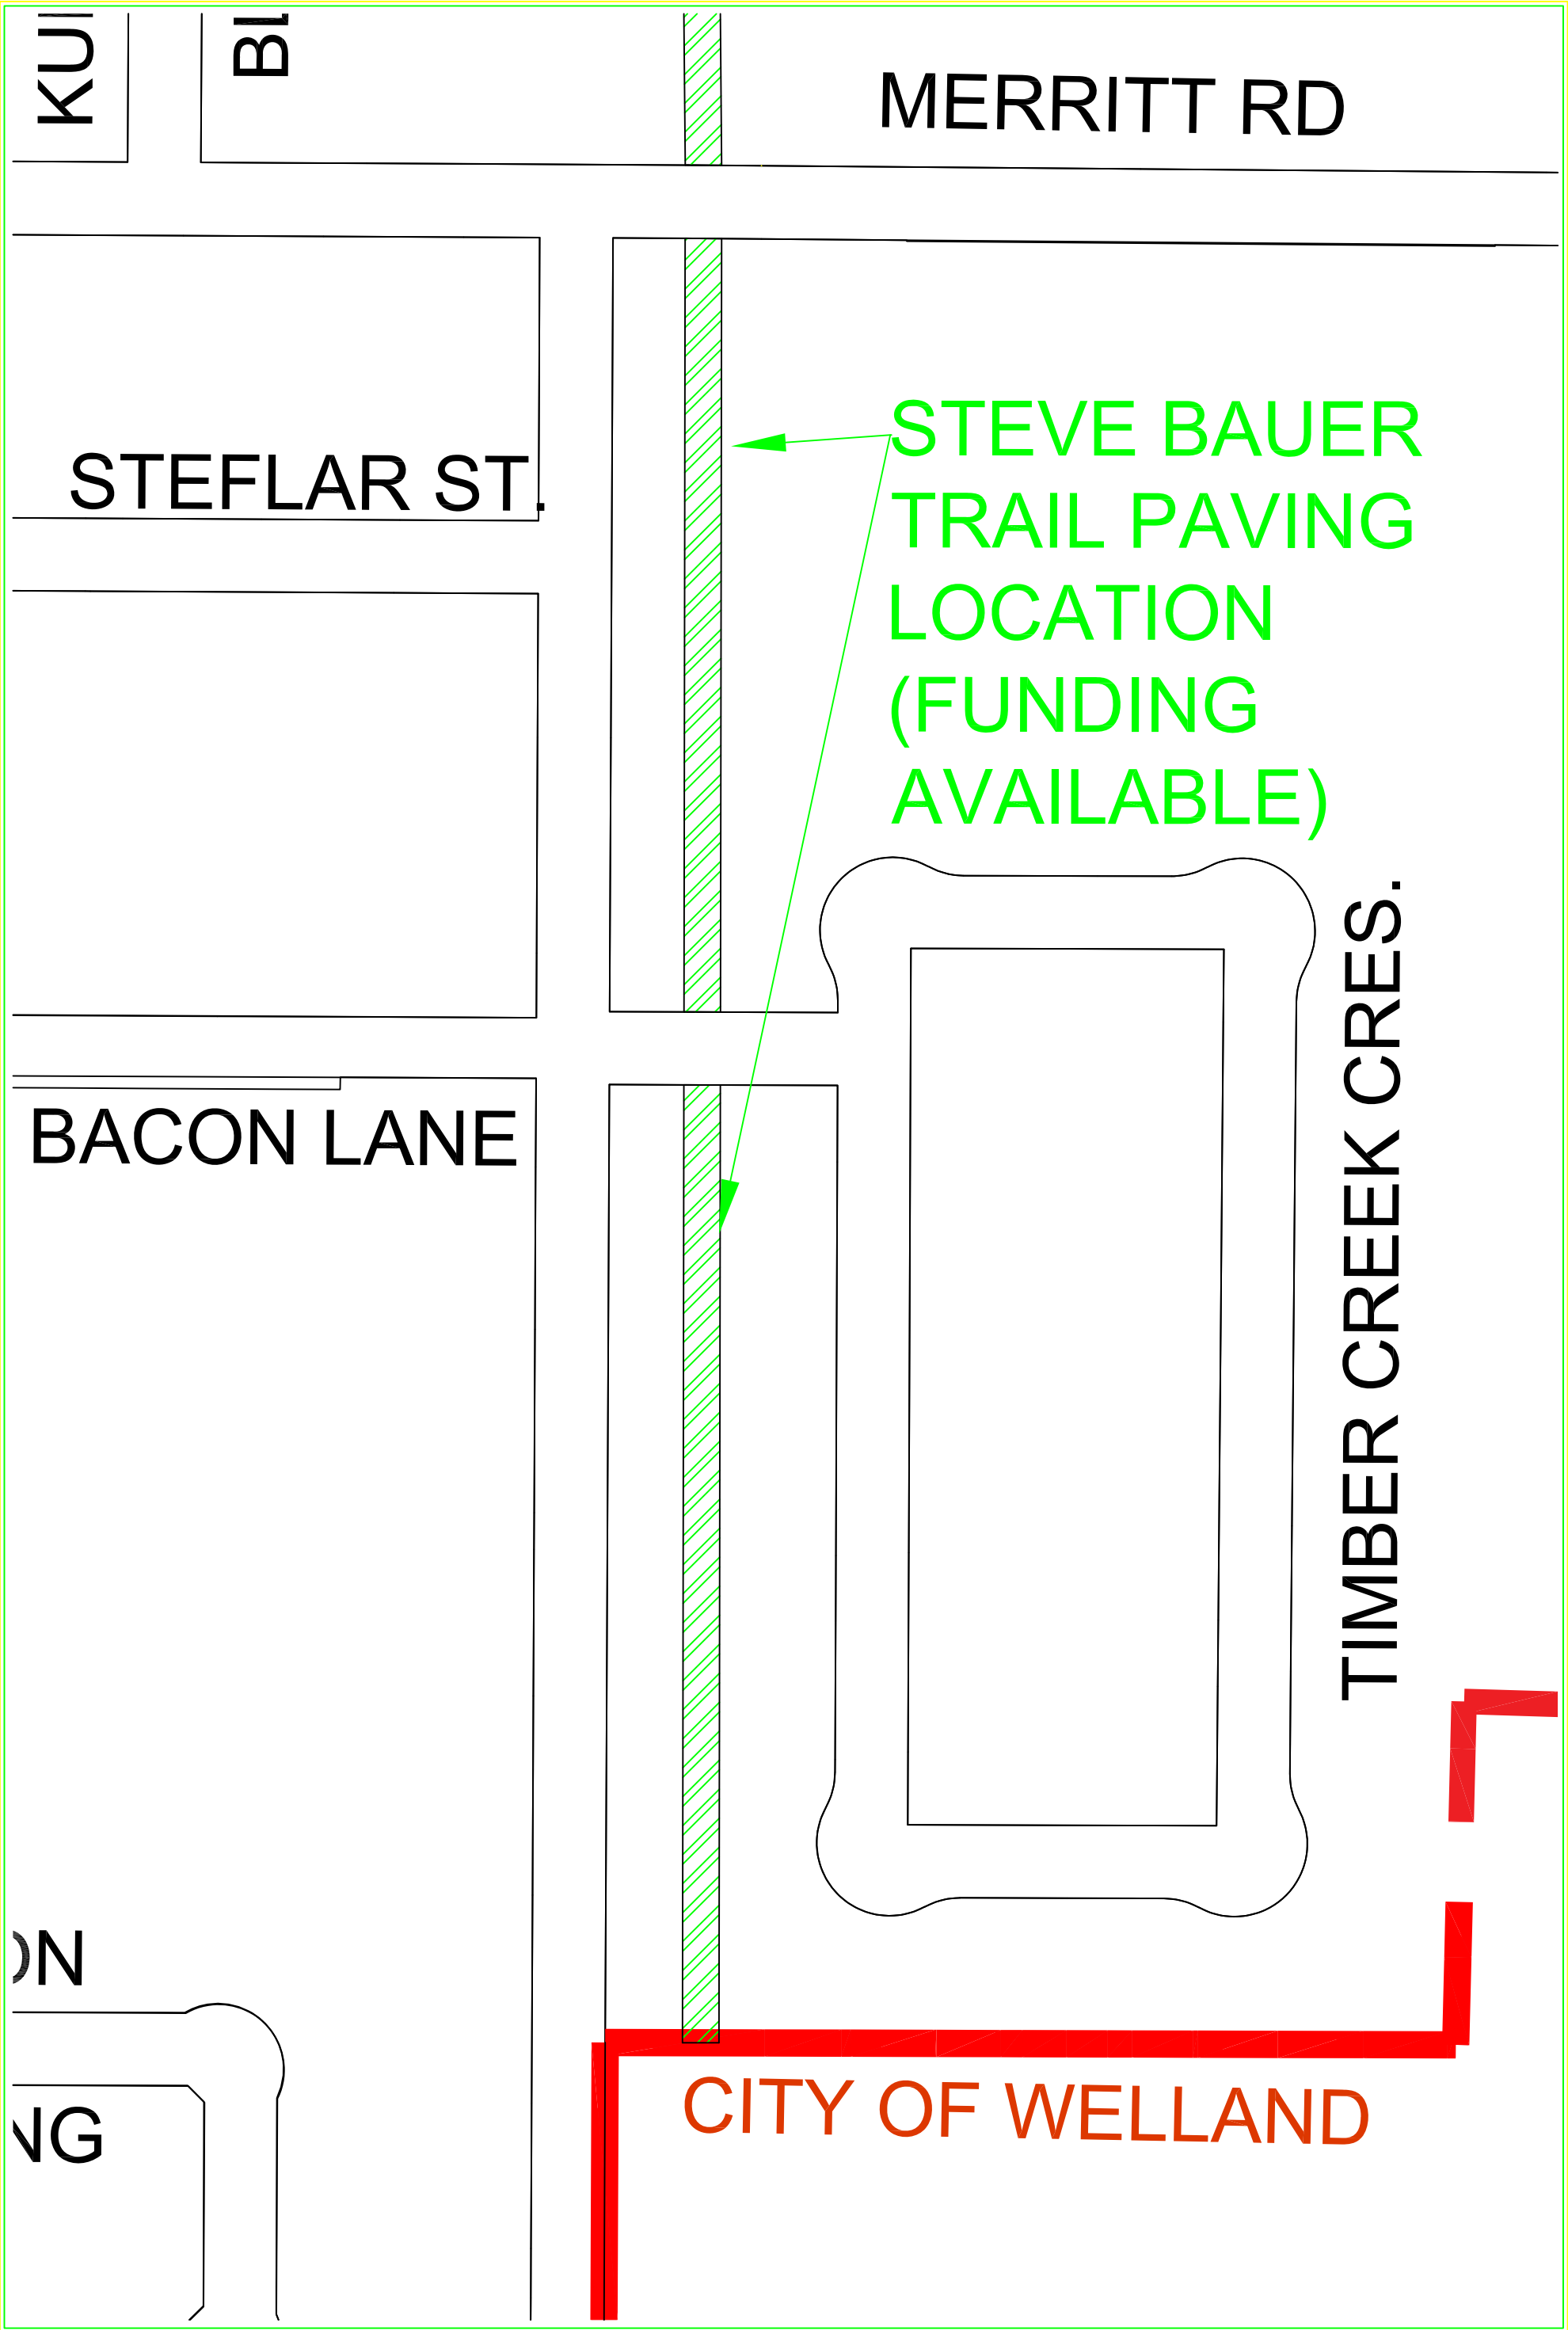 MERRITT RD
STEFLAR ST.
STEVE BAUER
TRAIL PAVING
LOCATION
(FUNDING
AVAILABLE)
BACON LANE
TIMBER CREEK CRES.
CITY OF WELLAND